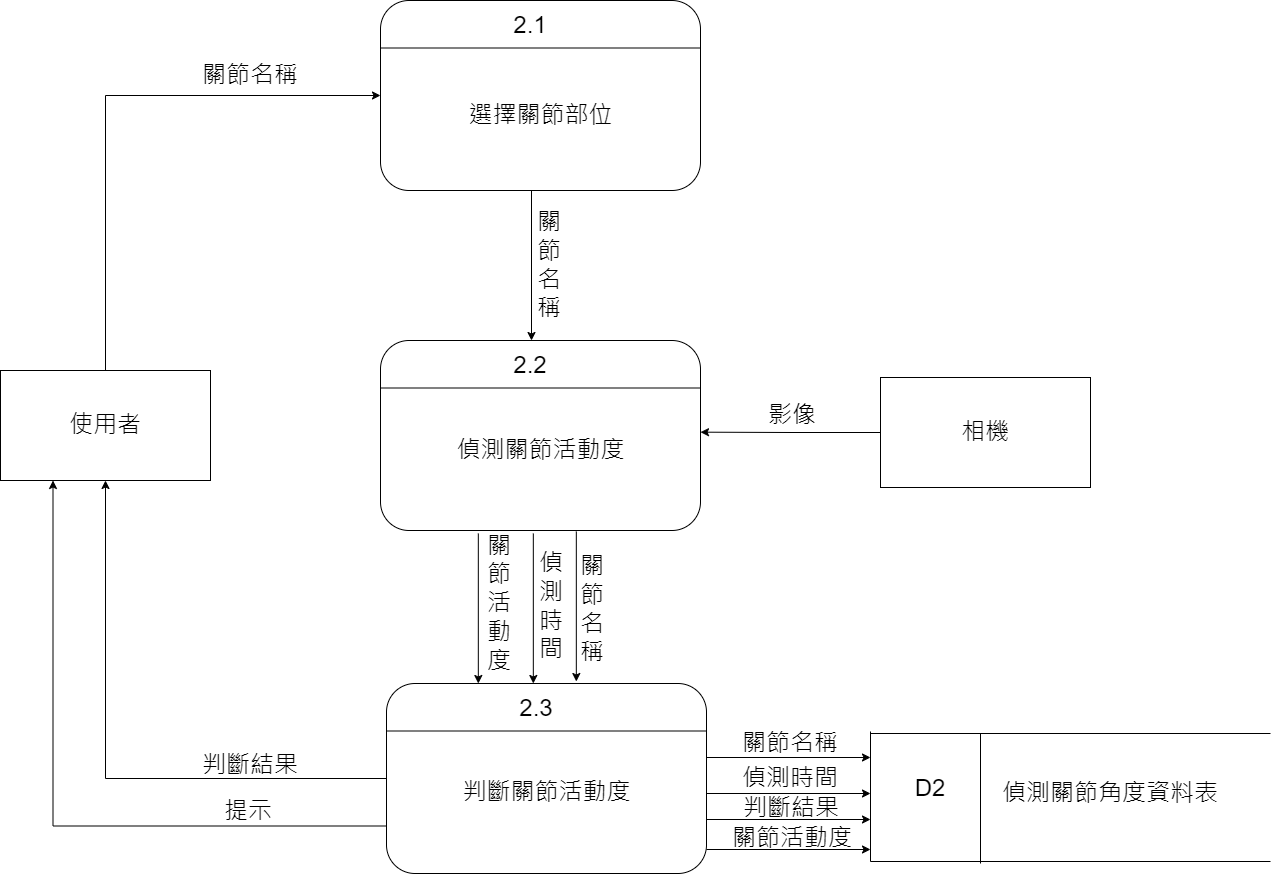 2.1
關節名稱
選擇關節部位
關節名稱
2.2
使用者
影像
相機
偵測關節活動度
關節活動度
偵測時間
關節名稱
2.3
關節名稱
判斷結果
偵測時間
判斷關節活動度
D2
偵測關節角度資料表
提示
判斷結果
關節活動度